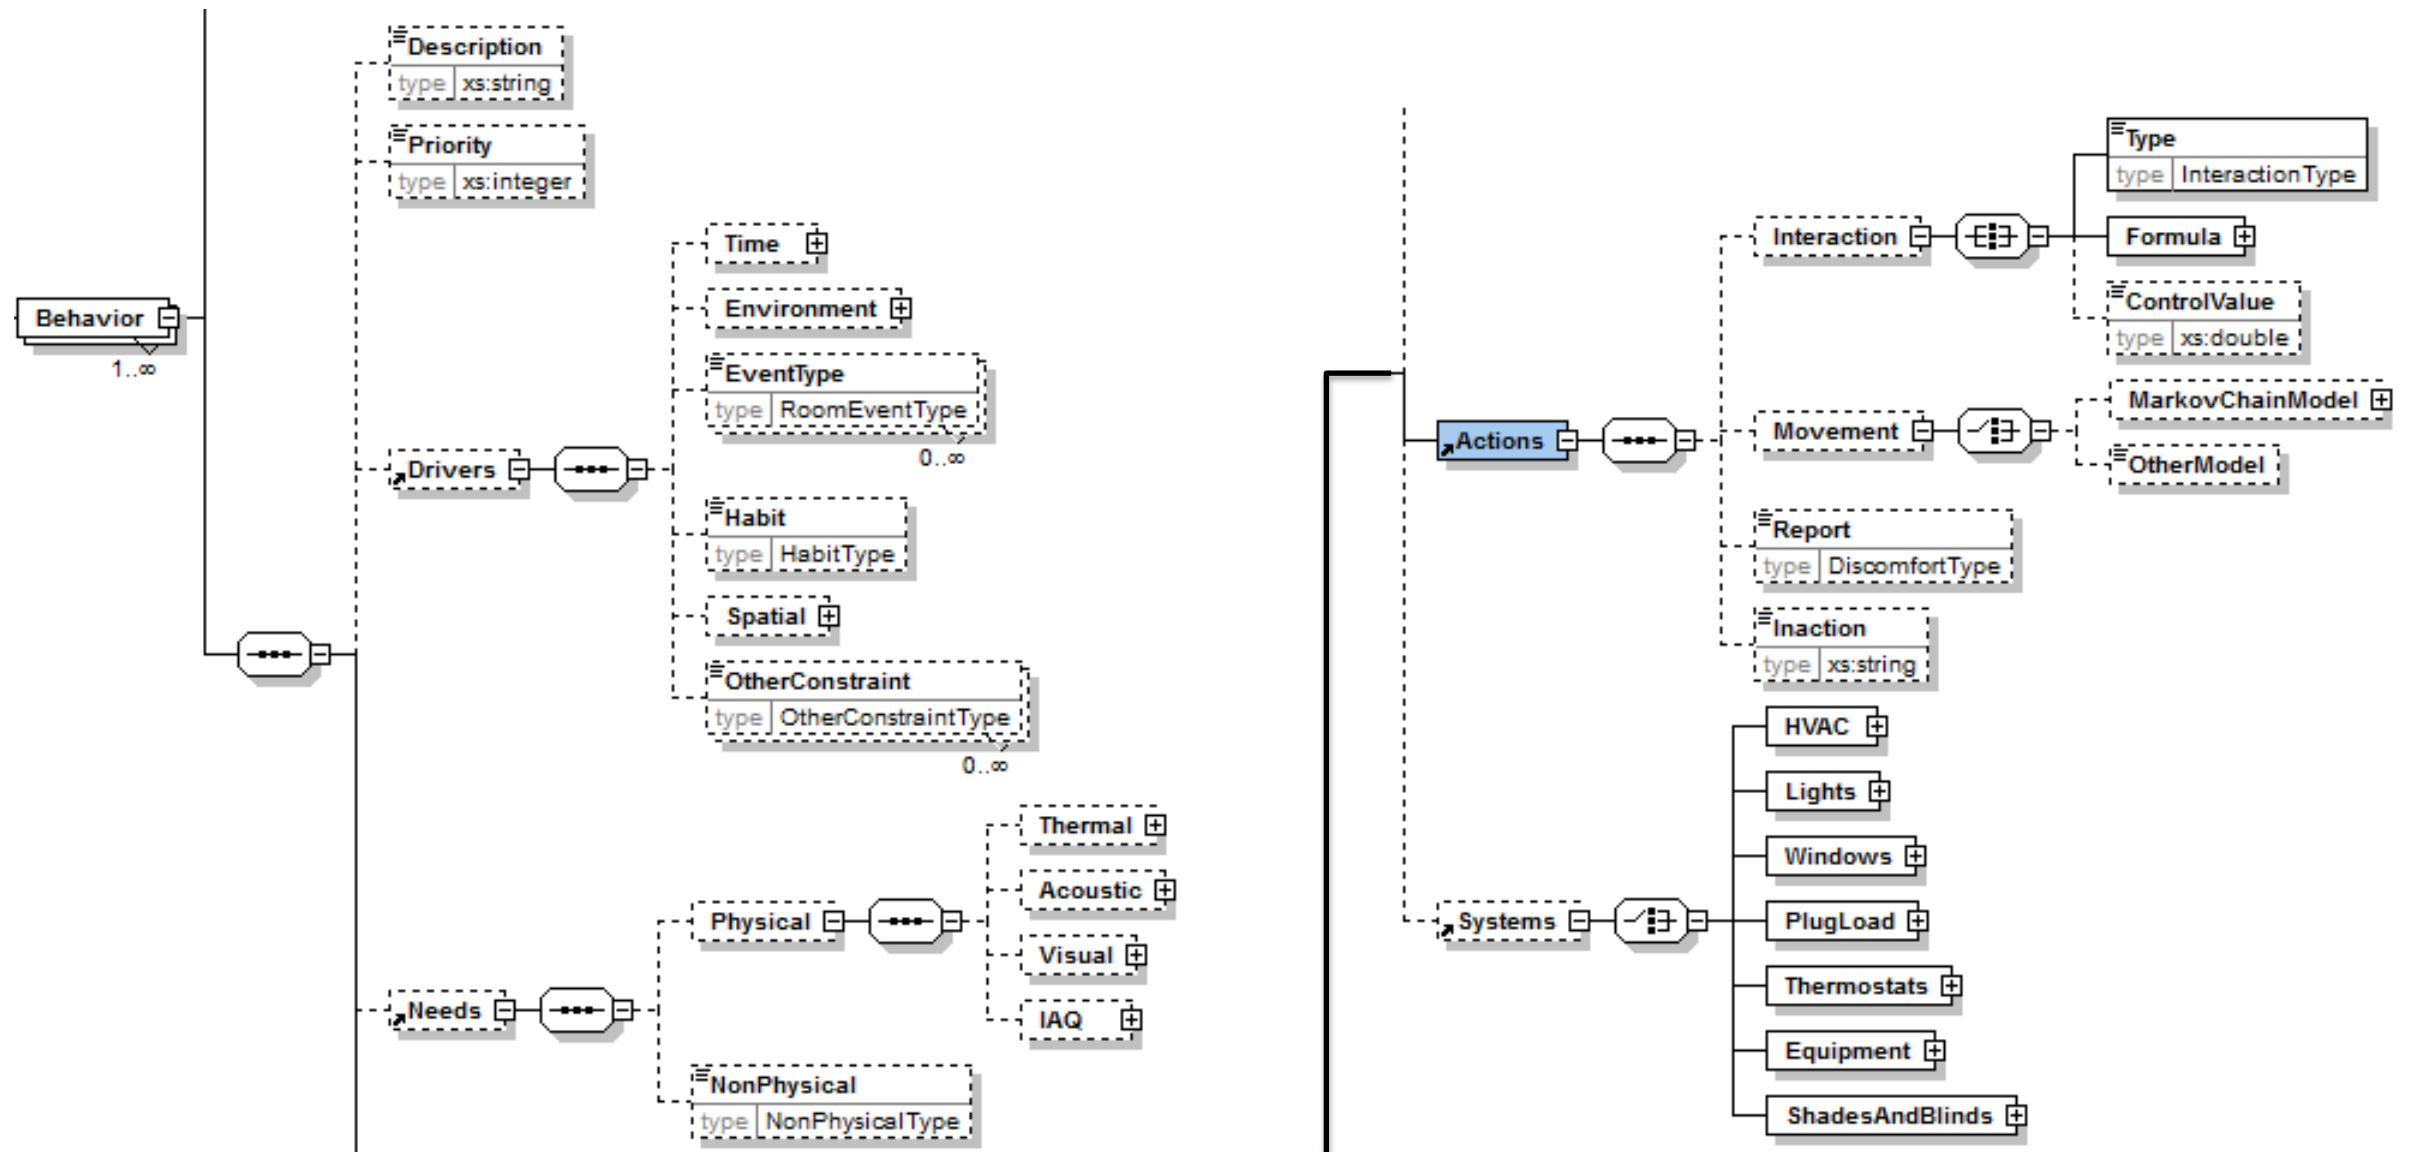 Description
type xs:string
Priority
type xs:integer
Behavior
1..∞
Drivers
Time
Environment
EventType
type RoomEventType
0..∞
Habit
type HabitType
Spatial
OtherConstraint
type OtherConstraintType
0..∞
Needs
Physical
Thermal
Acoustic
Visual
IAQ
NonPhysical
type NonPhysicalType
Actions
Interaction
Type
type InteractionType
Formula
ControlValue
type xs:double
Movement
MarkovChainModel
OtherModel
Report
type DiscomfortType
Inaction
type xs:string
Systems
HVAC
Lights
Windows
PlugLoad
Thermostats
Equipment
ShadesAndBlinds